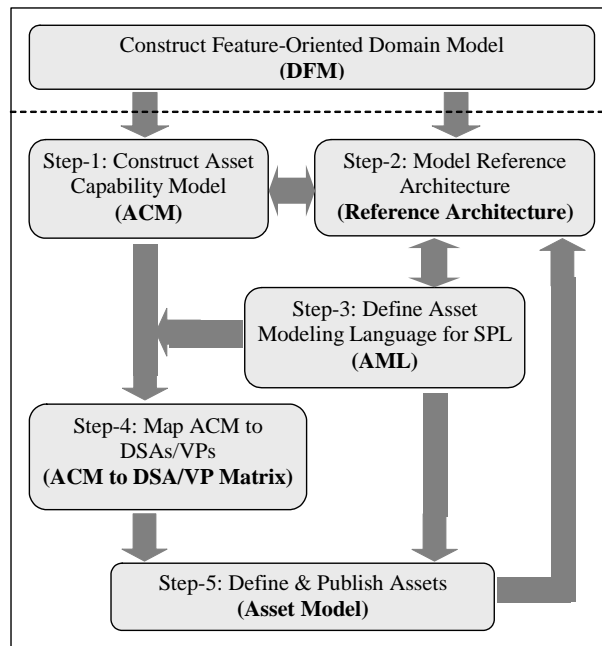 Construct Feature-Oriented Domain Model
(DFM)
Step-1: Construct Asset
Capability Model
(ACM)
Step-2: Model Reference
Architecture
(Reference Architecture)
Step-3: Define Asset
Modeling Language for SPL
(AML)
Step-4: Map ACM to
DSAs/VPs
(ACM to DSA/VP Matrix)
Step-5: Define & Publish Assets
(Asset Model)